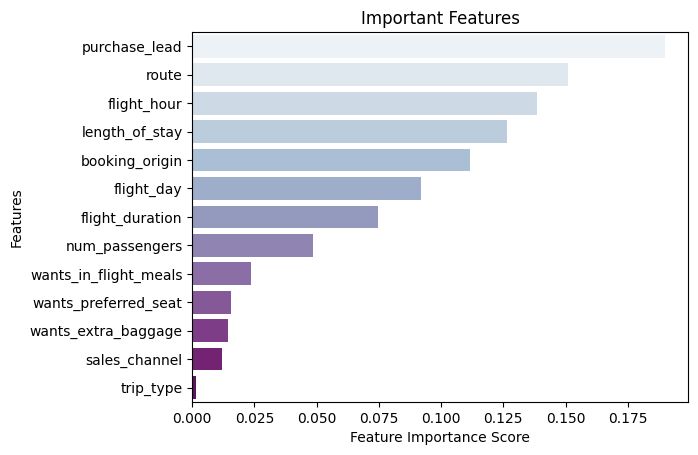 Important Features
purchase_lead
route
flight_hour
length_of_stay
booking_origin
flight_day
flight_duration
num_passengers
wants_in_flight_meals
wants_preferred_seat
wants_extra_baggage
sales_channel
trip_type
Features
0.000 0.025 0.050 0.075 0.100 0.125 0.150 0.175
Feature Importance Score